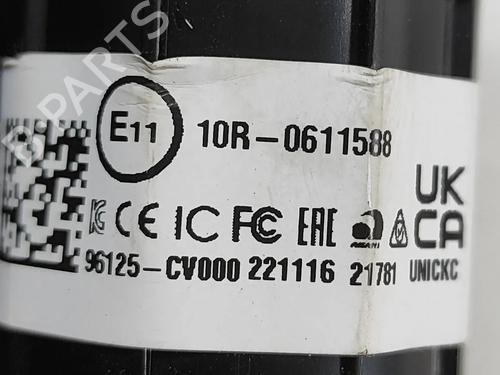 B PARTS
E11
10R-0611588
CE IC FC EAC
UK
CA
96125-CV000 221116 21781 UNICKC